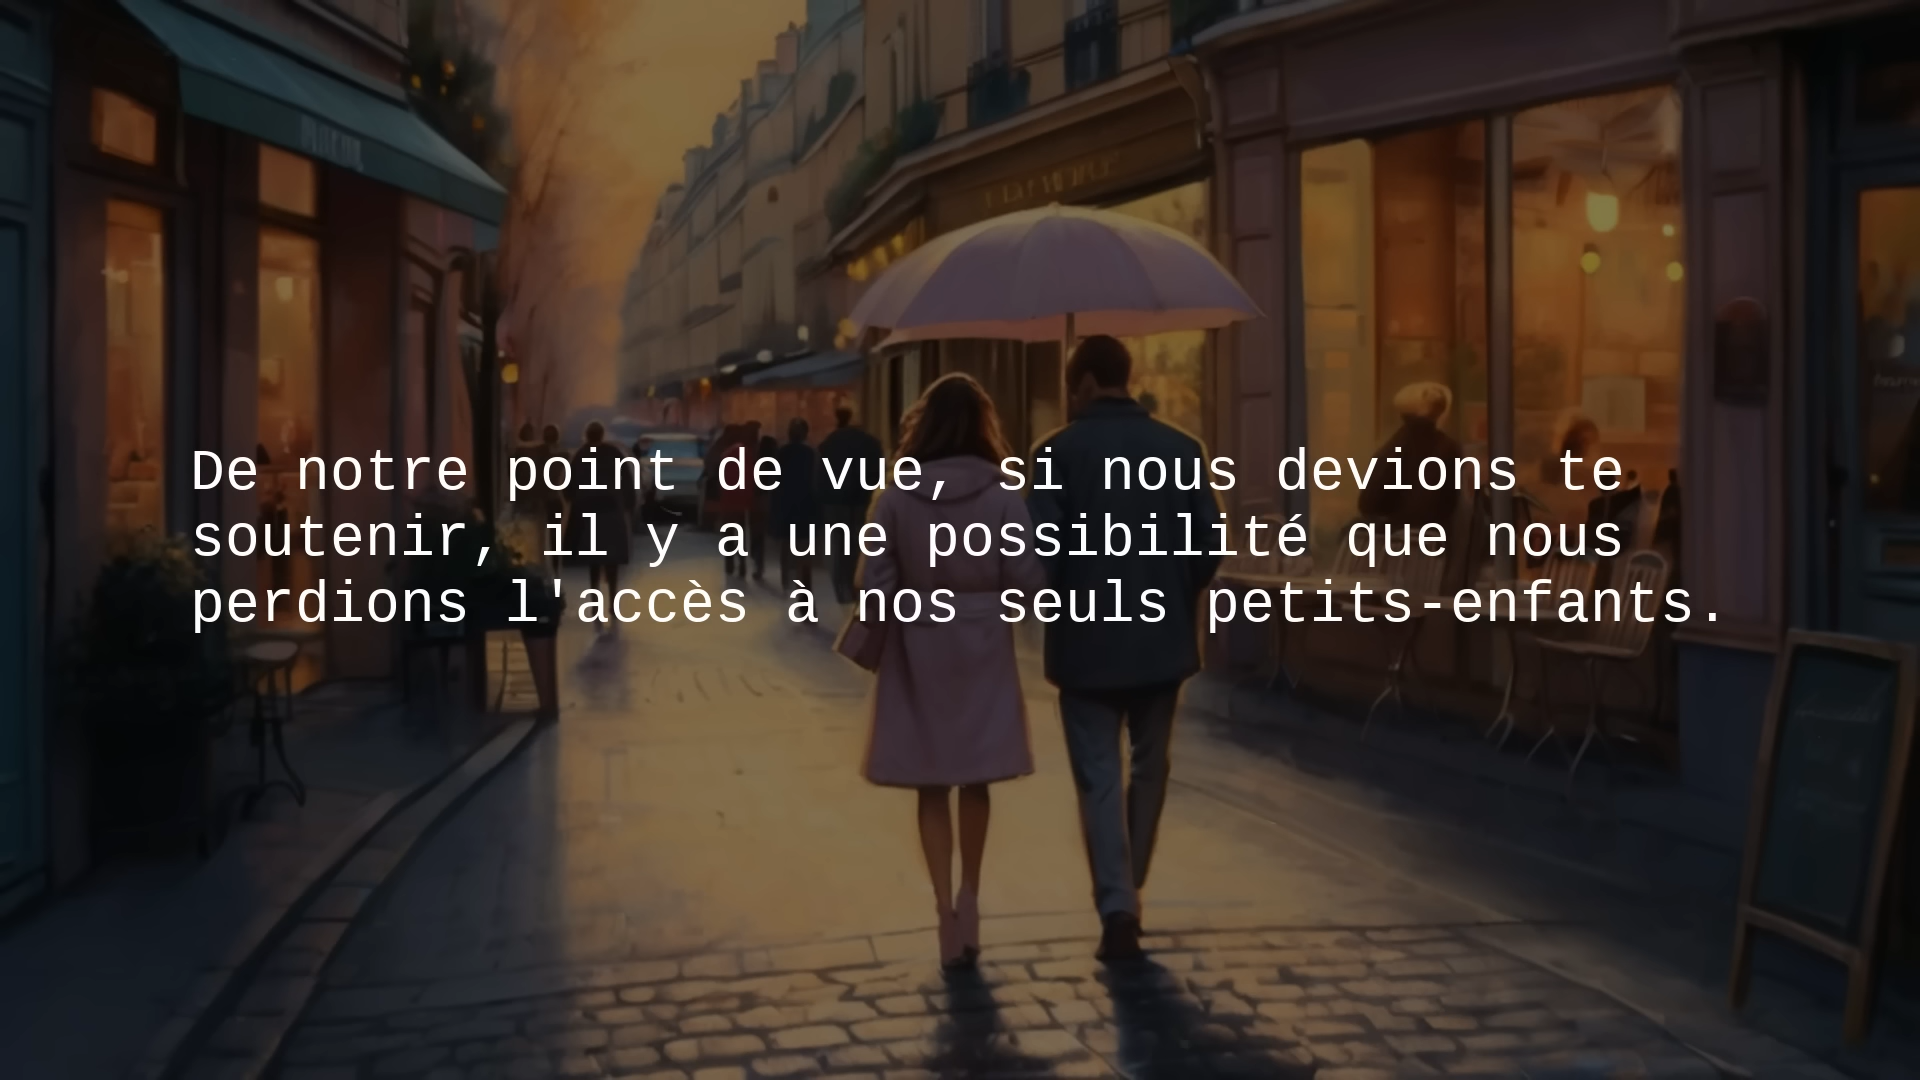 De notre point de vue, si nous devions te
soutenir, il y a une possibilité que nous
perdions l'accès à nos seuls petits-enfants.